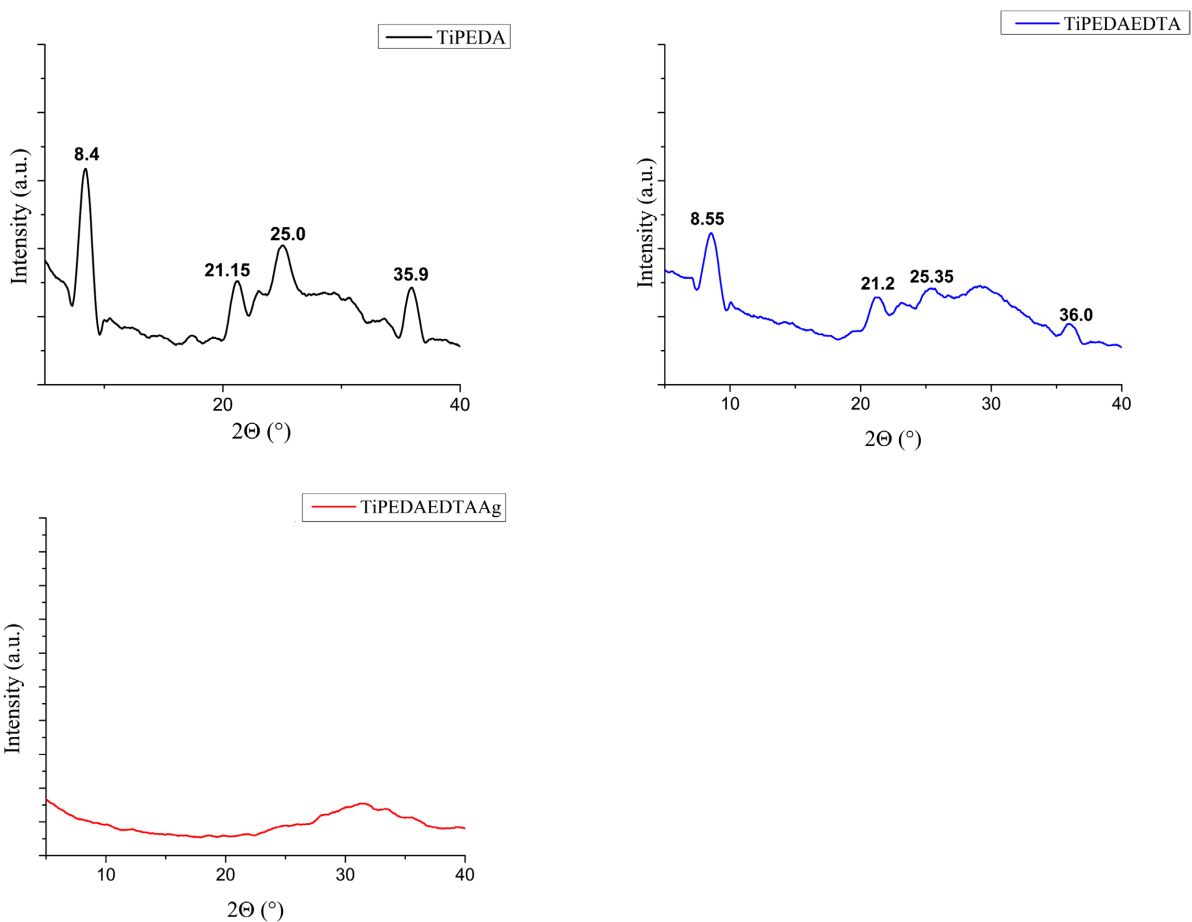 TiPEDA
Intensity (a.u.)
8.4
21.15
25.0
35.9
20
40
2Θ (°)
TiPEDAEDTA
Intensity (a.u.)
8.55
21.2
25.35
36.0
10
20
30
40
2Θ (°)
TiPEDAEDTAAg
Intensity (a.u.)
10
20
30
40
2Θ (°)